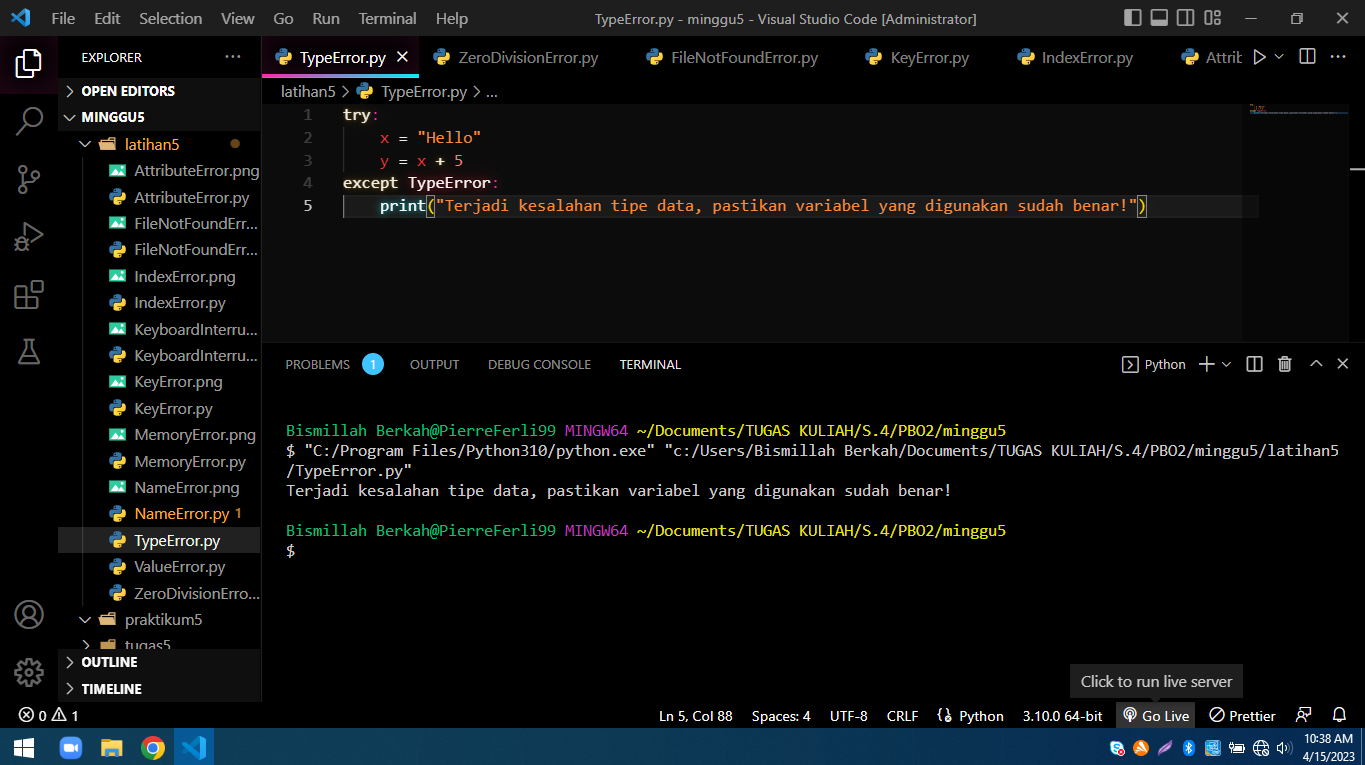 File Edit Selection View Go Run Terminal Help TypeError.py - minggu5 - Visual Studio Code [Administrator]
EXPLORER ...
TypeError.py ZeroDivisionError.py FileNotFoundError.py KeyError.py IndexError.py Attrib
OPEN EDITORS
MINGGU5
latihan5
AttributeError.png
AttributeError.py
FileNotFoundErr...
FileNotFoundErr...
IndexError.png
IndexError.py
KeyboardInterru...
KeyboardInterru...
KeyError.png
KeyError.py
MemoryError.png
MemoryError.py
NameError.png
NameError.py 1
TypeError.py
ValueError.py
ZeroDivisionErro...
praktikum5
tugas5
OUTLINE
TIMELINE
latihan5 > TypeError.py > ...
1 try:
2 x = "Hello"
3 y = x + 5
4 except TypeError:
5 print("Terjadi kesalahan tipe data, pastikan variabel yang digunakan sudah benar!")
PROBLEMS 1 OUTPUT DEBUG CONSOLE TERMINAL Python
Bismillah Berkah@PierreFerli99 MINGW64 ~/Documents/TUGAS KULIAH/S.4/PBO2/minggu5
$ "C:/Program Files/Python310/python.exe" "c:/Users/Bismillah Berkah/Documents/TUGAS KULIAH/S.4/PBO2/minggu5/latihan5
/TypeError.py"
Terjadi kesalahan tipe data, pastikan variabel yang digunakan sudah benar!
Bismillah Berkah@PierreFerli99 MINGW64 ~/Documents/TUGAS KULIAH/S.4/PBO2/minggu5
$
Click to run live server
0 1 Ln 5, Col 88 Spaces: 4 UTF-8 CRLF Python 3.10.0 64-bit Go Live Prettier
10:38 AM
4/15/2023